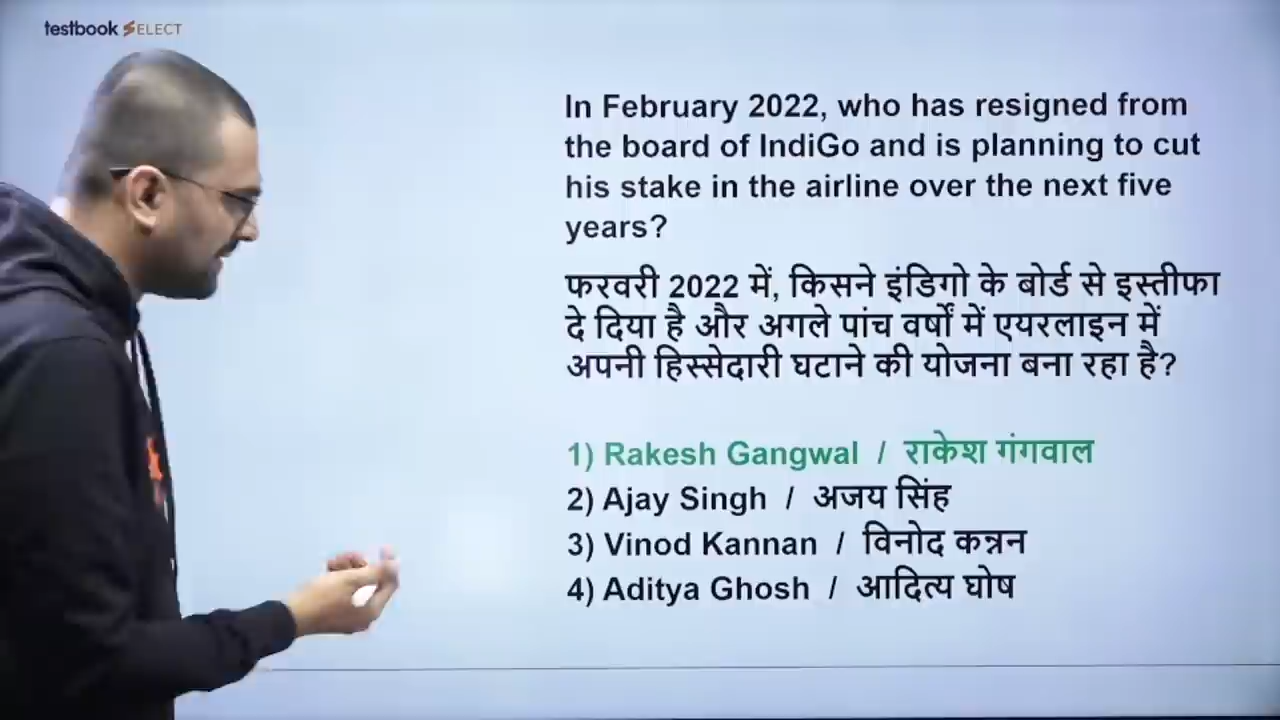 testbook SELECT
In February 2022, who has resigned from
the board of IndiGo and is planning to cut
his stake in the airline over the next five
years?
फरवरी 2022 में, किसने इंडिगो के बोर्ड से इस्तीफा
दे दिया है और अगले पांच वर्षों में एयरलाइन में
अपनी हिस्सेदारी घटाने की योजना बना रहा है?
1) Rakesh Gangwal / राकेश गंगवाल
2) Ajay Singh / अजय सिंह
3) Vinod Kannan / विनोद कन्नन
4) Aditya Ghosh / आदित्य घोष